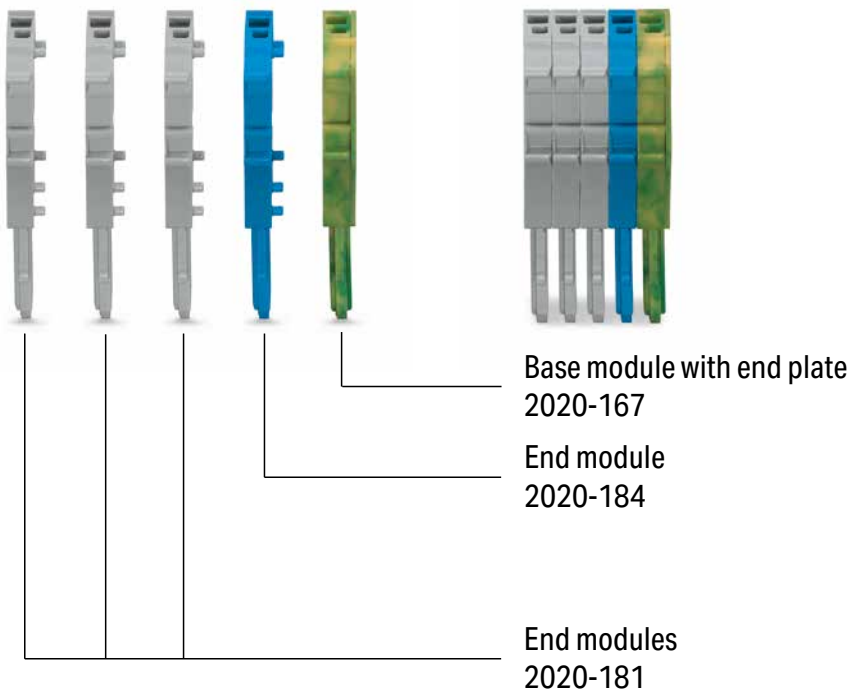 Base module with end plate
2020-167
End module
2020-184
End modules
2020-181